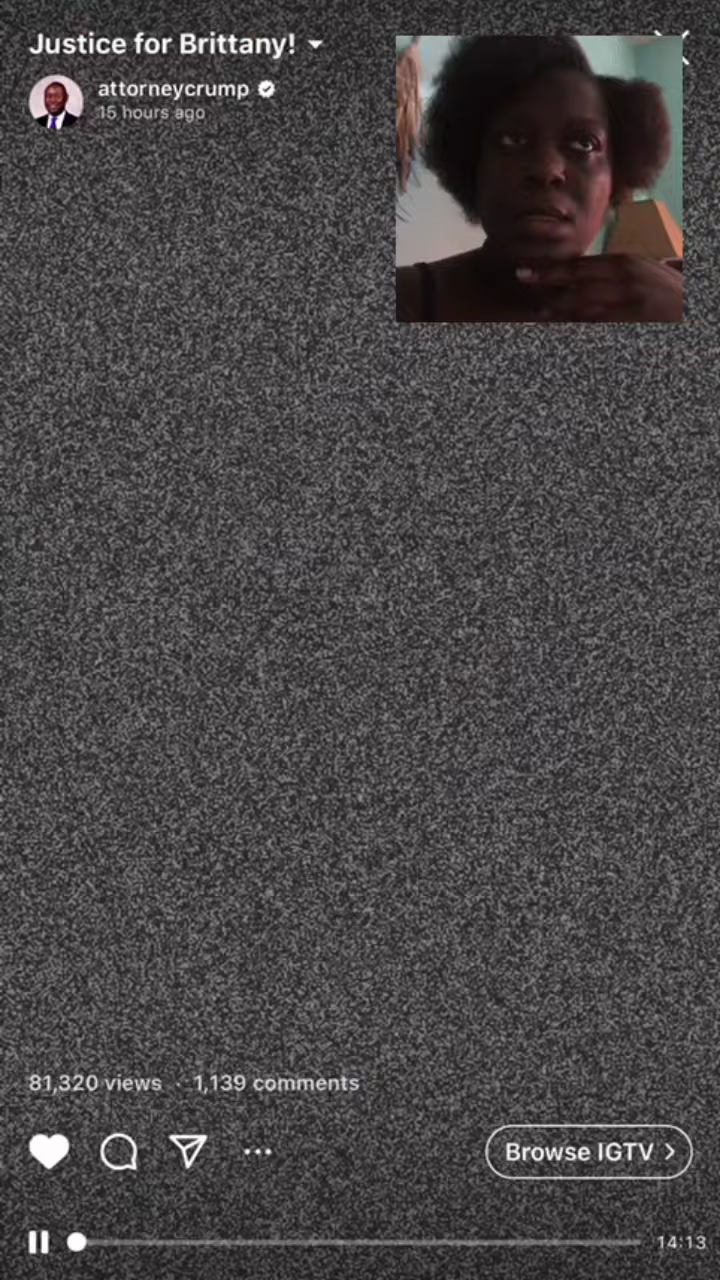 Justice for Brittany!
attorneycrump
15 hours ago
81,320 views · 1,139 comments
Browse IGTV
14:13